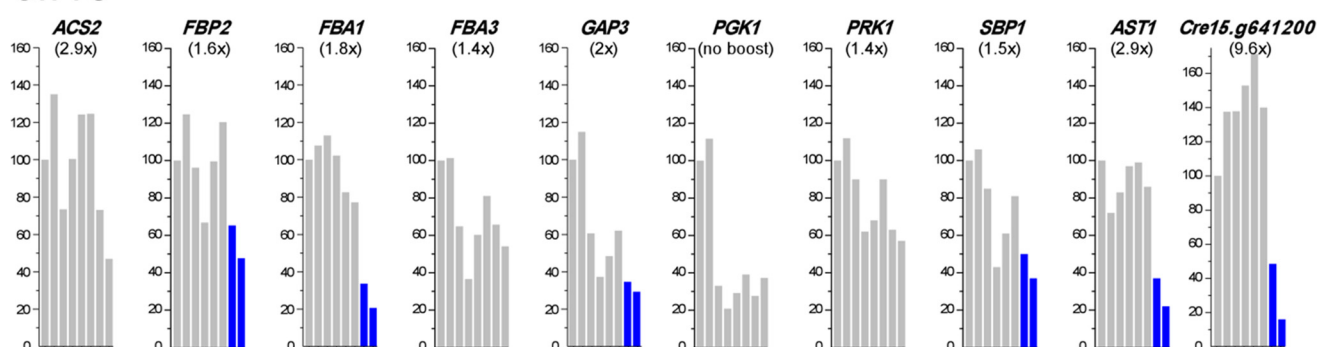 ACS2 FBP2 FBA1 FBA3 GAP3 PGK1 PRK1 SBP1 AST1 Cre15.g641200
(2.9x) (1.6x) (1.8x) (1.4x) (2x) (no boost) (1.4x) (1.5x) (2.9x) (9.6x)
160 160 160 160 160 160 160 160 160 160
140 140 140 140 140 140 140 140 140 140
120 120 120 120 120 120 120 120 120 120
100 100 100 100 100 100 100 100 100 100
80 80 80 80 80 80 80 80 80 80
60 60 60 60 60 60 60 60 60 60
40 40 40 40 40 40 40 40 40 40
20 20 20 20 20 20 20 20 20 20
0 0 0 0 0 0 0 0 0 0